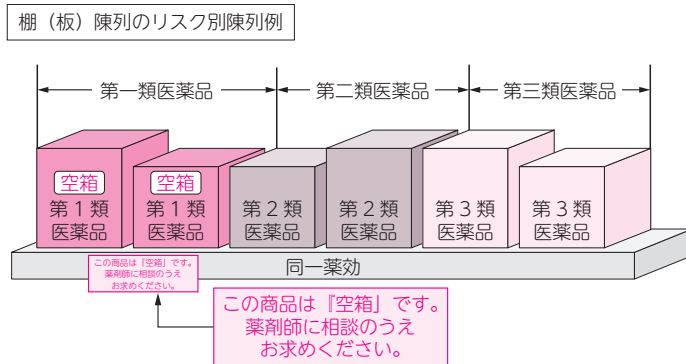 棚（板）陳列のリスク別陳列例
第一類医薬品
第二類医薬品
第三類医薬品
空箱
第１類
医薬品
空箱
第１類
医薬品
第２類
医薬品
第２類
医薬品
第３類
医薬品
第３類
医薬品
同一薬効
この商品は『空箱』です。
薬剤師に相談のうえ
お求めください。
この商品は『空箱』です。
薬剤師に相談のうえ
お求めください。